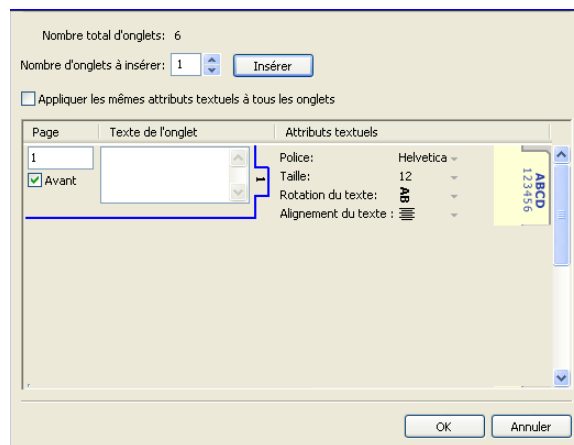 Nombre total d'onglets: 6
Nombre d'onglets à insérer: 1 Insérer
Appliquer les mêmes attributs textuels à tous les onglets
Page Texte de l'onglet Attributs textuels
1
Avant
1
Police: Helvetica
Taille: 12
Rotation du texte: AB
Alignement du texte :
ABCD
123456
OK Annuler